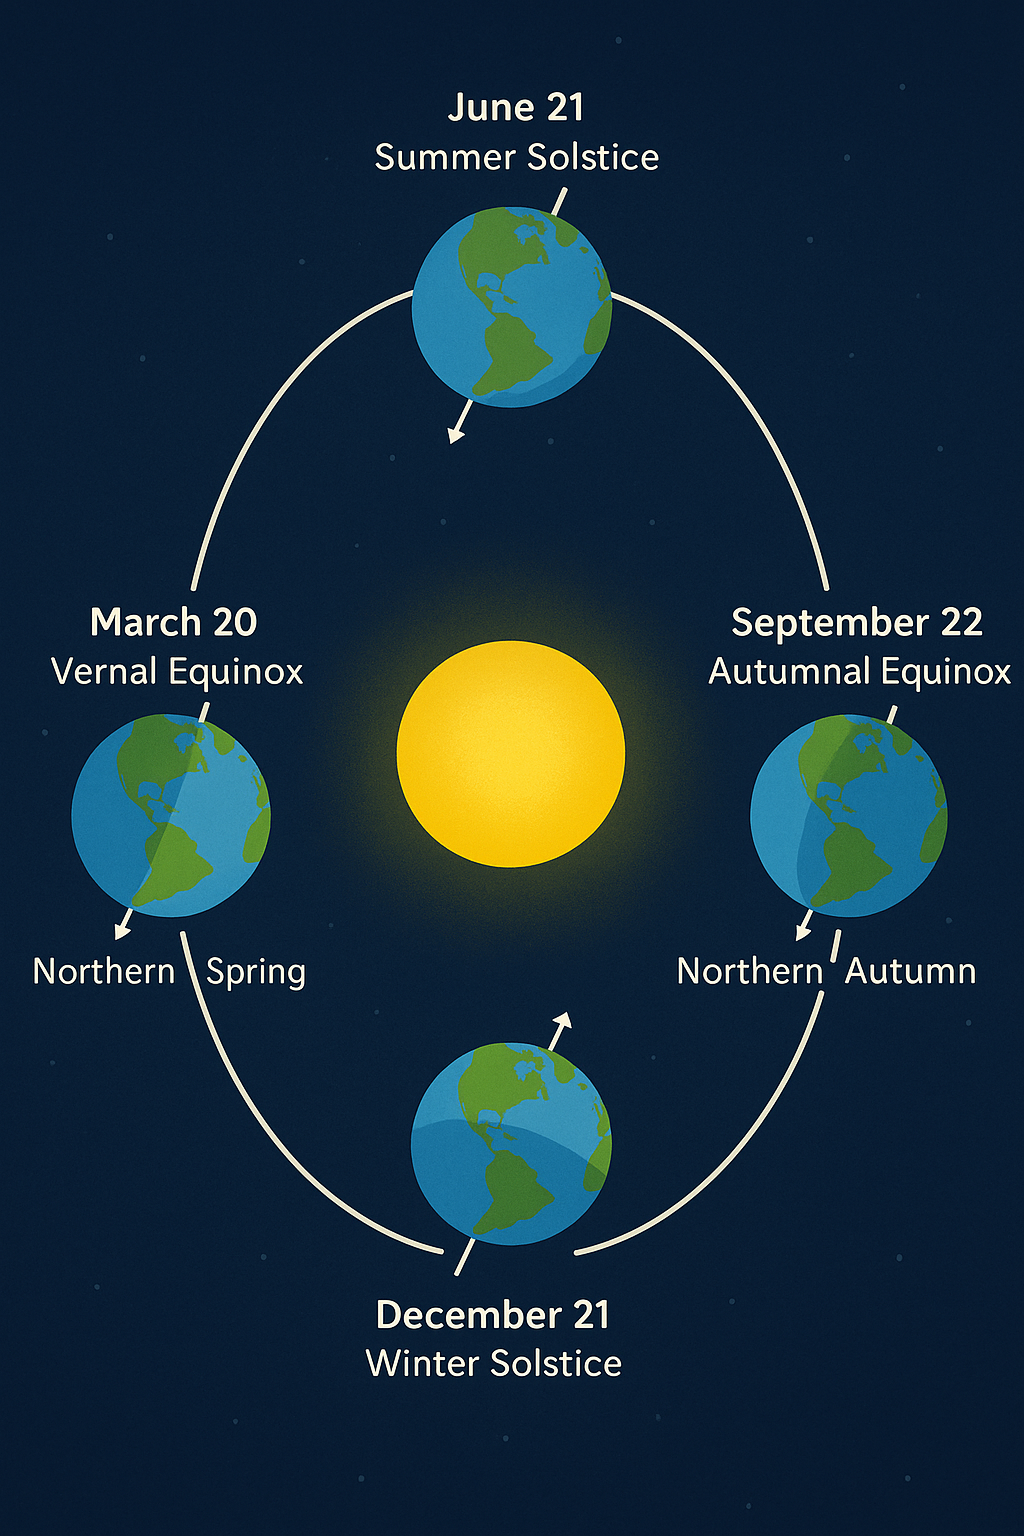 June 21
Summer Solstice
March 20
Vernal Equinox
September 22
Autumnal Equinox
Northern Spring
Northern Autumn
December 21
Winter Solstice